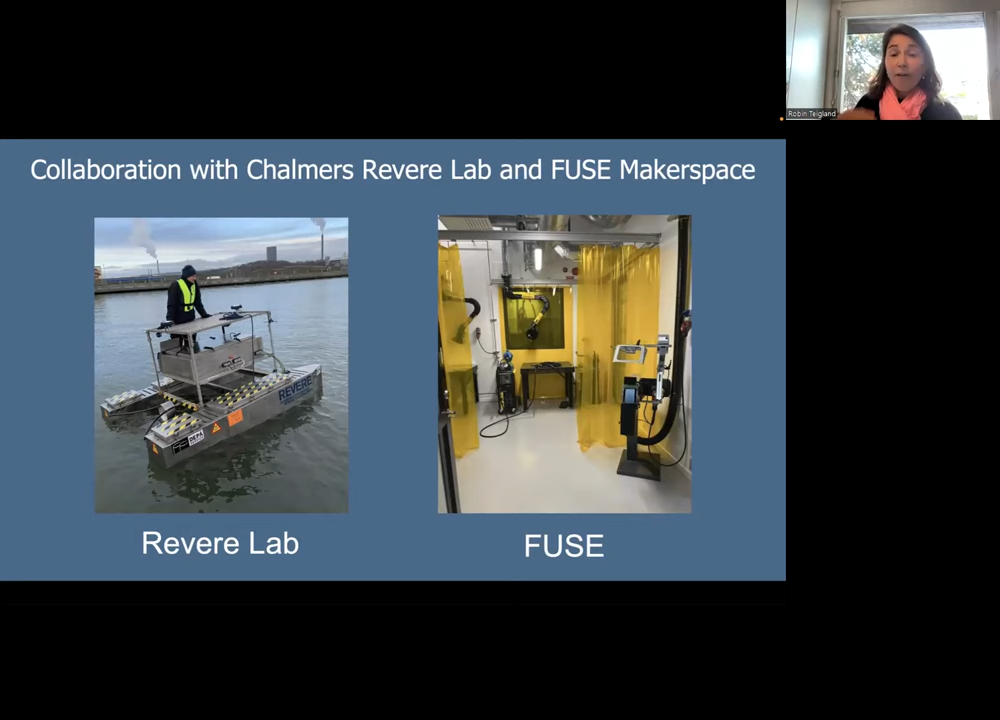 Robin Teigland
Collaboration with Chalmers Revere Lab and FUSE Makerspace
REVERE
Revere Lab
FUSE